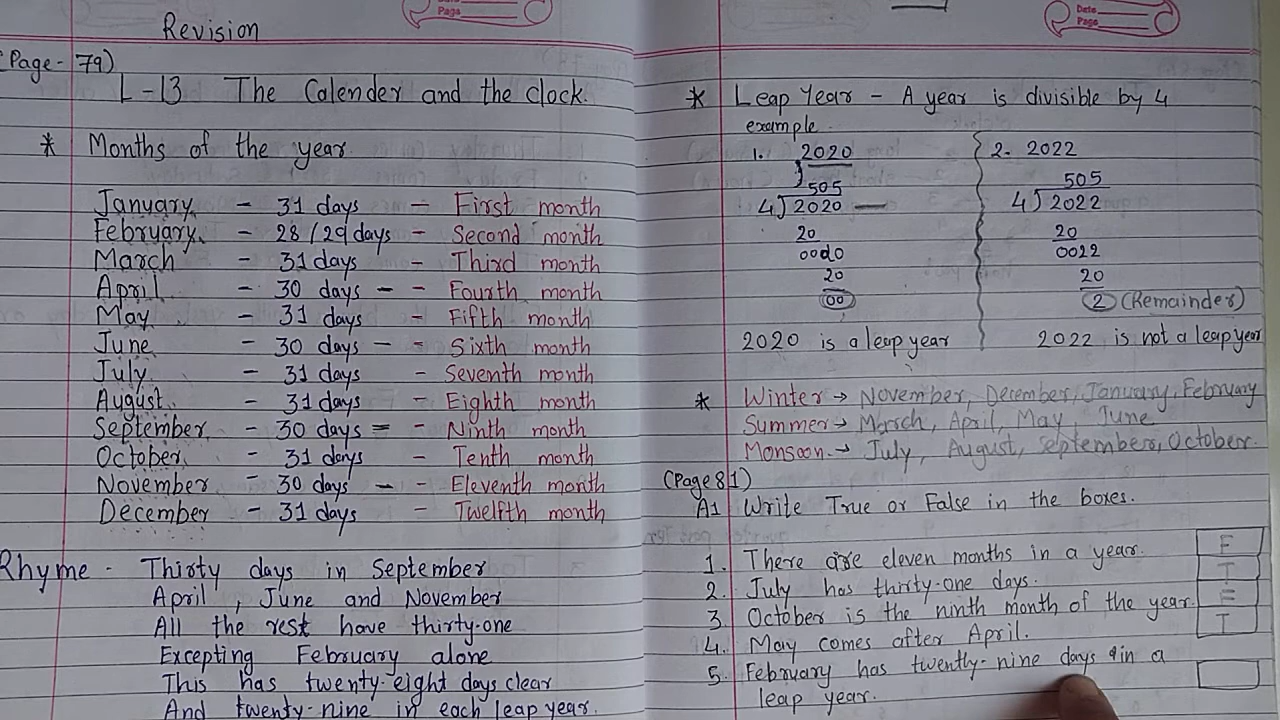 Revision
(Page- 79)
L-13 The Calender and the clock.
* Months of the year.
January - 31 days - First month
February - 28/29 days - Second month
March - 31 days - Third month
April - 30 days - - Fourth month
May - 31 days - Fifth month
June - 30 days - - Sixth month
July - 31 days - Seventh month
August - 31 days - Eighth month
September - 30 days = - Ninth month
October - 31 days - Tenth month
November - 30 days - - Eleventh month
December - 31 days - Twelfth month
Rhyme - Thirty days in September
April, June and November
All the rest have thirty-one
Excepting February alone
This has twenty-eight days clear
And twenty-nine in each leap year.
Date
Page
* Leap Year - A year is divisible by 4
example
1. 2020
505
4)2020
20
0020
20
00
2020 is a leap year
2. 2022
505
4)2022
20
0022
20
2 (Remainder)
2022 is not a leap year
* Winter → November, December, January, February
Summer → March, April, May, June
Monsoon → July, August, September, October.
(Page 81)
A1 Write True or False in the boxes.
1. There are eleven months in a year. F
2. July has thirty-one days. T
3. October is the ninth month of the year. F
4. May comes after April. T
5. February has twently-nine days in a
leap year.